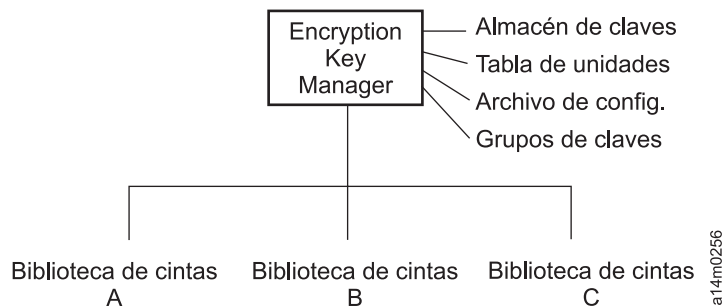 Encryption
Key
Manager
Almacén de claves
Tabla de unidades
Archivo de config.
Grupos de claves
Biblioteca de cintas
A
Biblioteca de cintas
B
Biblioteca de cintas
C
a14m0256